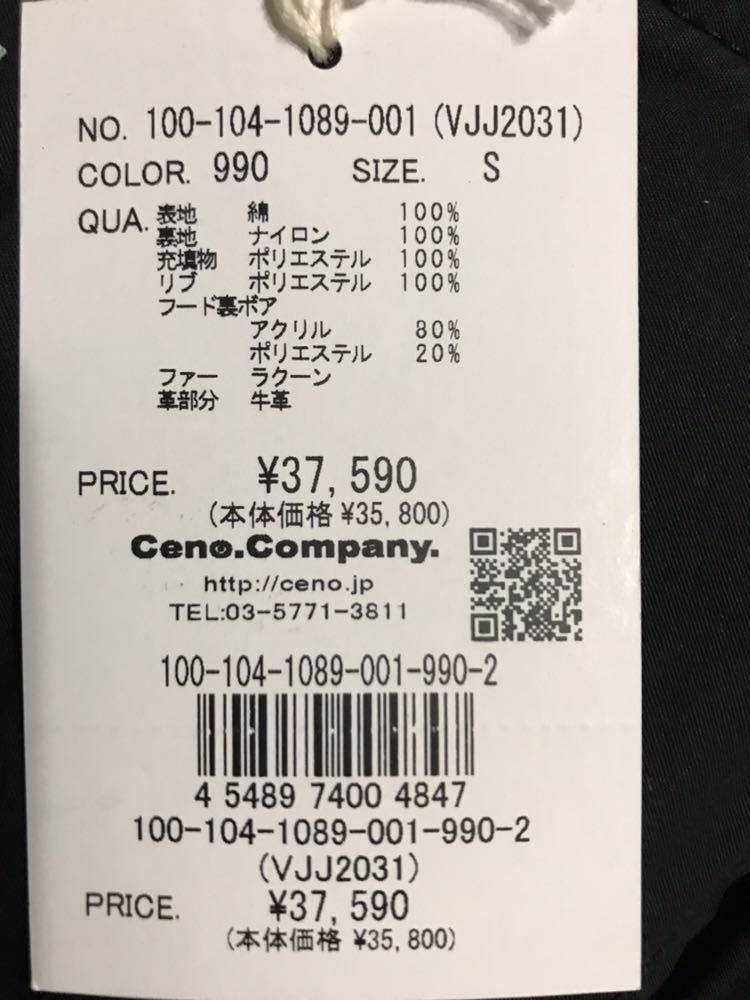 NO. 100-104-1089-001 (VJJ2031)
COLOR. 990 SIZE. S
QUA. 表地 綿 100%
裏地 ナイロン 100%
充填物 ポリエステル 100%
リブ ポリエステル 100%
フード裏ボア
アクリル 80%
ポリエステル 20%
ファー ラクーン
革部分 牛革
PRICE. ¥37,590
(本体価格 ¥35,800)
Ceno.Company.
http://ceno.jp
TEL:03-5771-3811
100-104-1089-001-990-2
4 5489 7400 4847
100-104-1089-001-990-2
(VJJ2031)
PRICE. ¥37,590
(本体価格 ¥35,800)